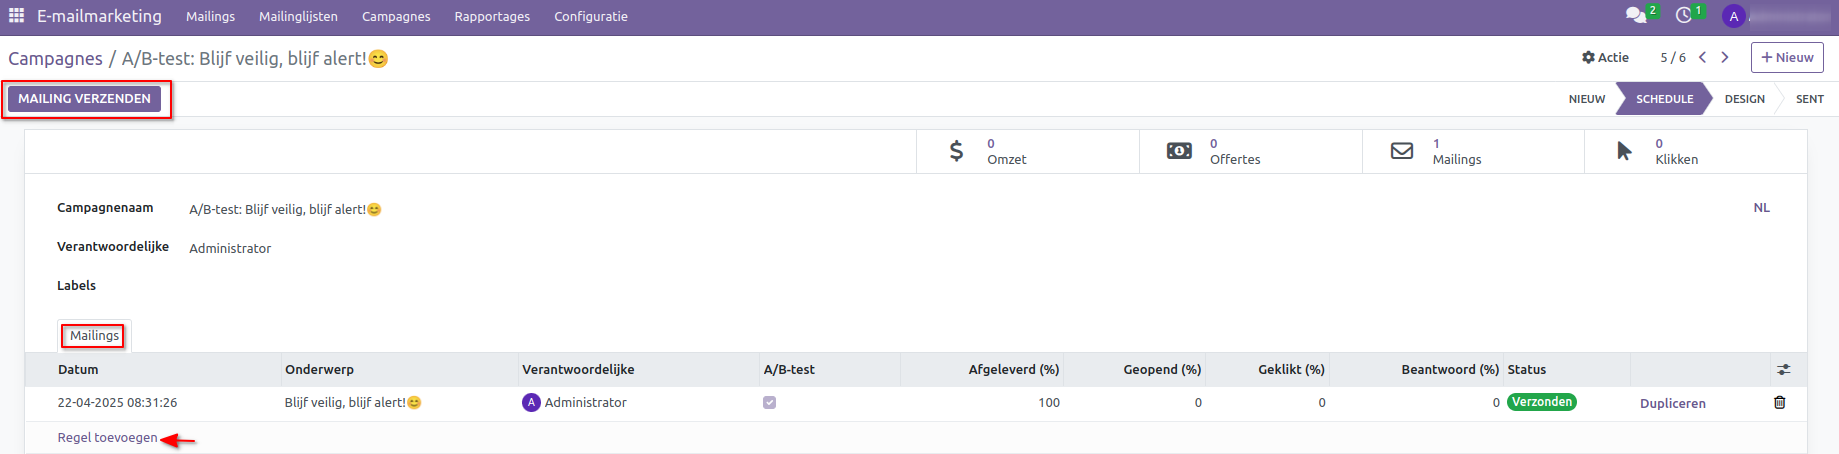 E-mailmarketing Mailings Mailinglijsten Campagnes Rapportages Configuratie 2 1 A
Campagnes / A/B-test: Blijf veilig, blijf alert!😊 Actie 5 / 6 + Nieuw
MAILING VERZENDEN NIEUW SCHEDULE DESIGN SENT
0 0 1 0
Omzet Offertes Mailings Klikken
Campagnenaam A/B-test: Blijf veilig, blijf alert!😊 NL
Verantwoordelijke Administrator
Labels
Mailings
Datum Onderwerp Verantwoordelijke A/B-test Afgeleverd (%) Geopend (%) Geklikt (%) Beantwoord (%) Status
22-04-2025 08:31:26 Blijf veilig, blijf alert!😊 A Administrator 100 0 0 0 Verzonden Dupliceren
Regel toevoegen